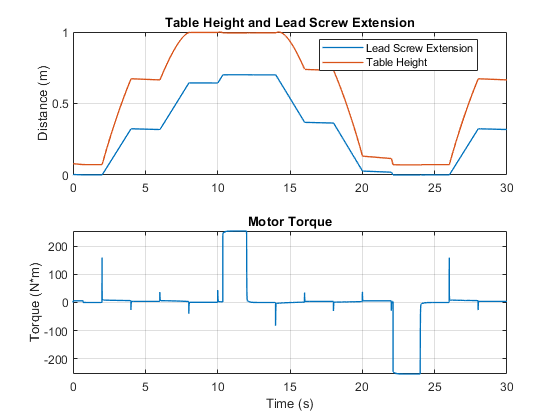 Table Height and Lead Screw Extension
Distance (m)
1
0.5
0
Lead Screw Extension
Table Height
0 5 10 15 20 25 30
Motor Torque
Torque (N*m)
200
100
0
-100
-200
0 5 10 15 20 25 30
Time (s)